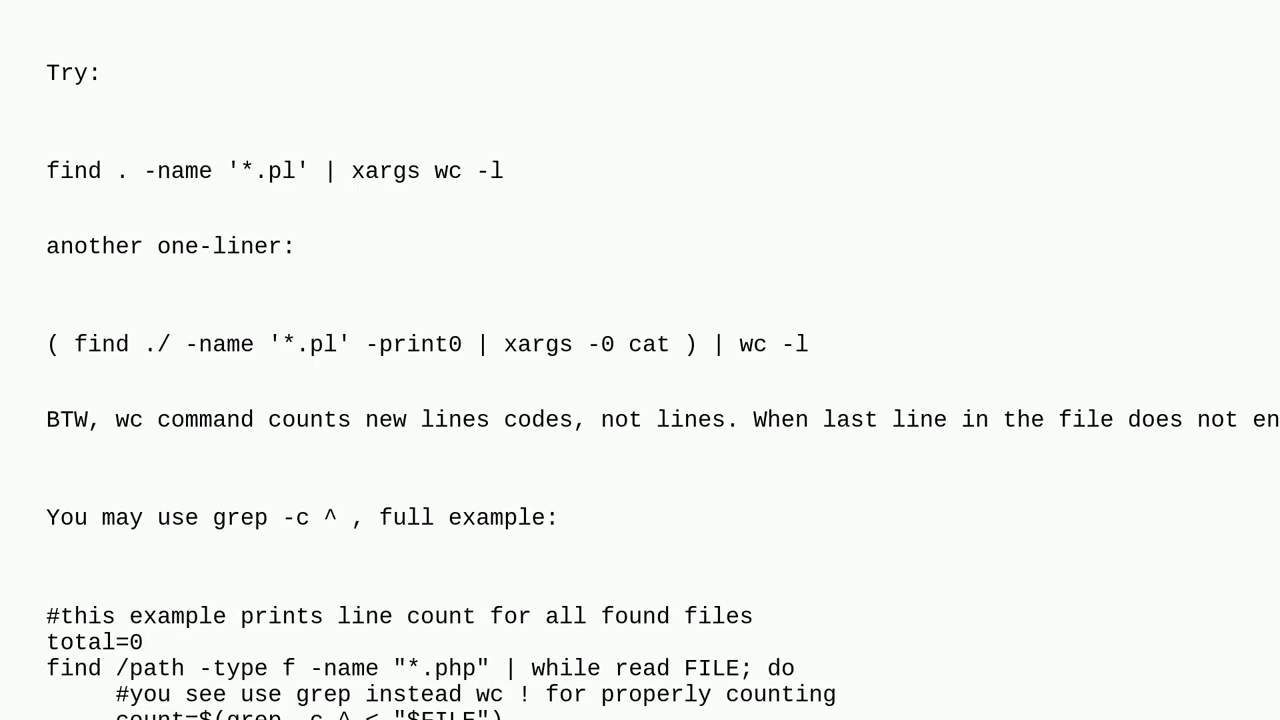 Try:
find . -name '*.pl' | xargs wc -l
another one-liner:
( find ./ -name '*.pl' -print0 | xargs -0 cat ) | wc -l
BTW, wc command counts new lines codes, not lines. When last line in the file does not en
You may use grep -c ^ , full example:
#this example prints line count for all found files
total=0
find /path -type f -name "*.php" | while read FILE; do
     #you see use grep instead wc ! for properly counting
     count=$(grep -c ^ < "$FILE")